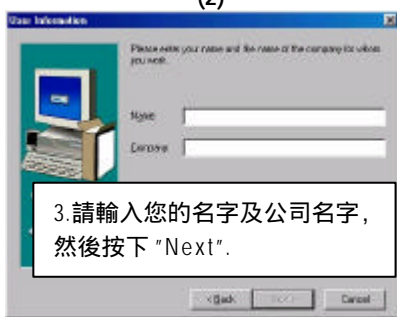 (2)
User Information
Please enter your name and the name of the company for whom
you work.
Name
Company
3.請輸入您的名字及公司名字,
然後按下 "Next".
<Back
Cancel